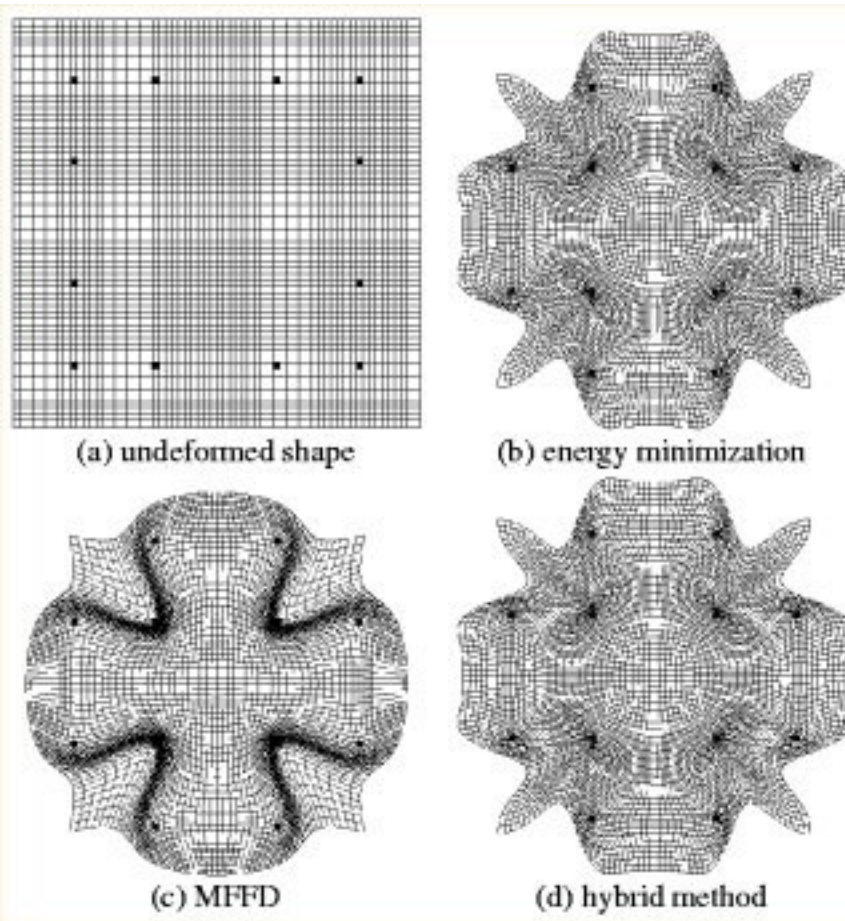 (a) undeformed shape
(b) energy minimization
(c) MFFD
(d) hybrid method